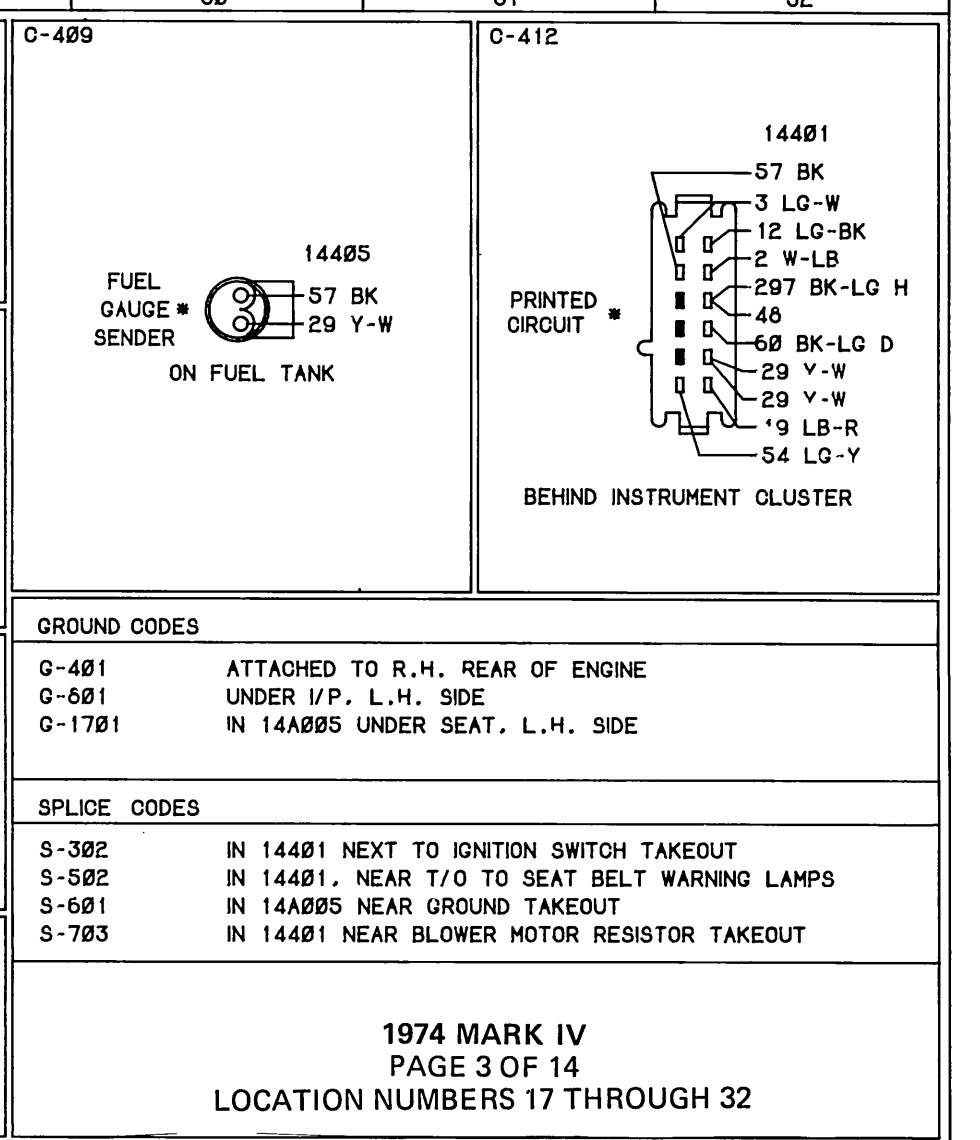 C-409
FUEL
GAUGE *
SENDER
14405
57 BK
29 Y-W
ON FUEL TANK
C-412
14401
57 BK
3 LG-W
12 LG-BK
2 W-LB
297 BK-LG H
48
60 BK-LG D
29 Y-W
29 Y-W
19 LB-R
54 LG-Y
PRINTED
CIRCUIT *
BEHIND INSTRUMENT CLUSTER
GROUND CODES
G-401 ATTACHED TO R.H. REAR OF ENGINE
G-601 UNDER I/P, L.H. SIDE
G-1701 IN 14A005 UNDER SEAT, L.H. SIDE
SPLICE CODES
S-302 IN 14401 NEXT TO IGNITION SWITCH TAKEOUT
S-502 IN 14401, NEAR T/O TO SEAT BELT WARNING LAMPS
S-601 IN 14A005 NEAR GROUND TAKEOUT
S-703 IN 14401 NEAR BLOWER MOTOR RESISTOR TAKEOUT
1974 MARK IV
PAGE 3 OF 14
LOCATION NUMBERS 17 THROUGH 32